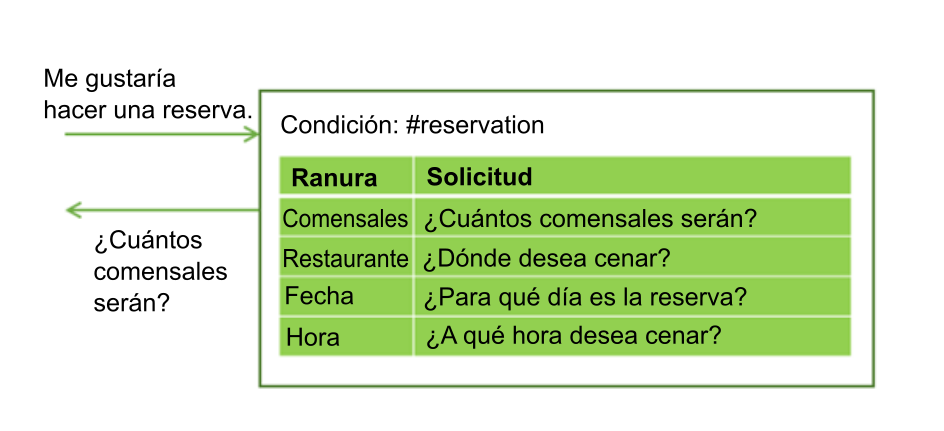 Me gustaría
hacer una reserva.
Condición: #reservation
Ranura Solicitud
Comensales ¿Cuántos comensales serán?
Restaurante ¿Dónde desea cenar?
Fecha ¿Para qué día es la reserva?
Hora ¿A qué hora desea cenar?
¿Cuántos
comensales
serán?